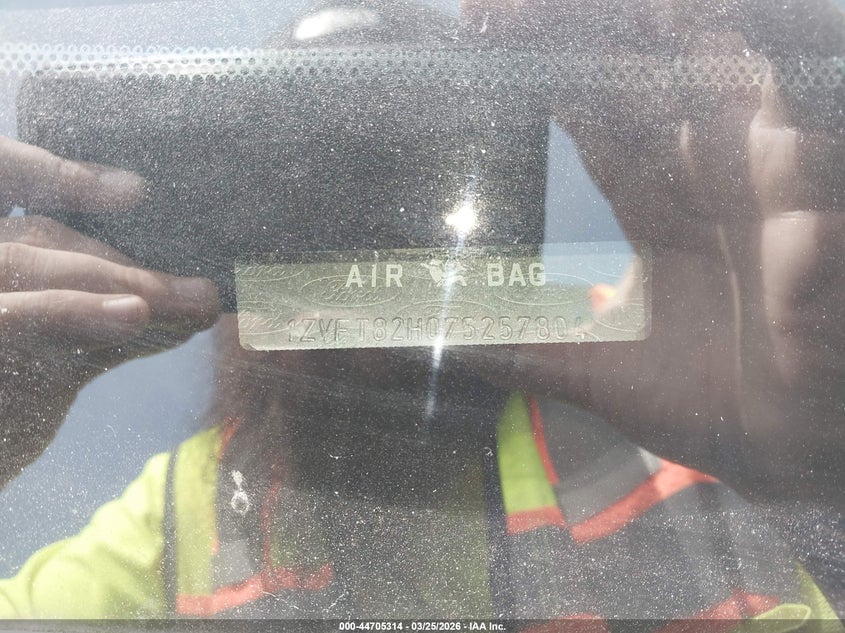 AIR BAG
1ZVFT82H075257804
000-44705314 - 03/25/2026 - IAA Inc.